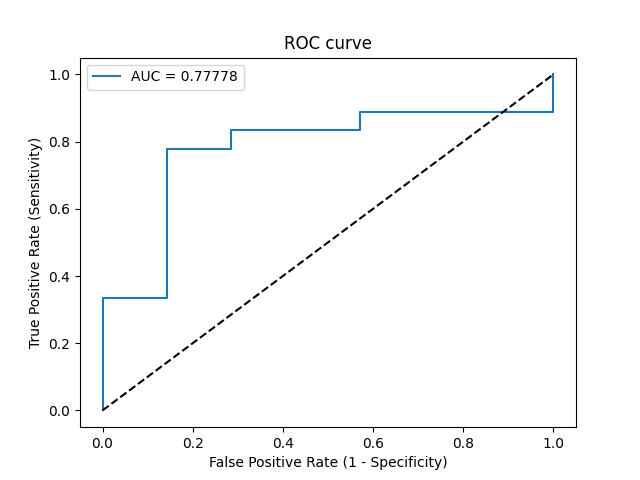 ROC curve
AUC = 0.77778
True Positive Rate (Sensitivity)
1.0
0.8
0.6
0.4
0.2
0.0
0.0 0.2 0.4 0.6 0.8 1.0
False Positive Rate (1 - Specificity)